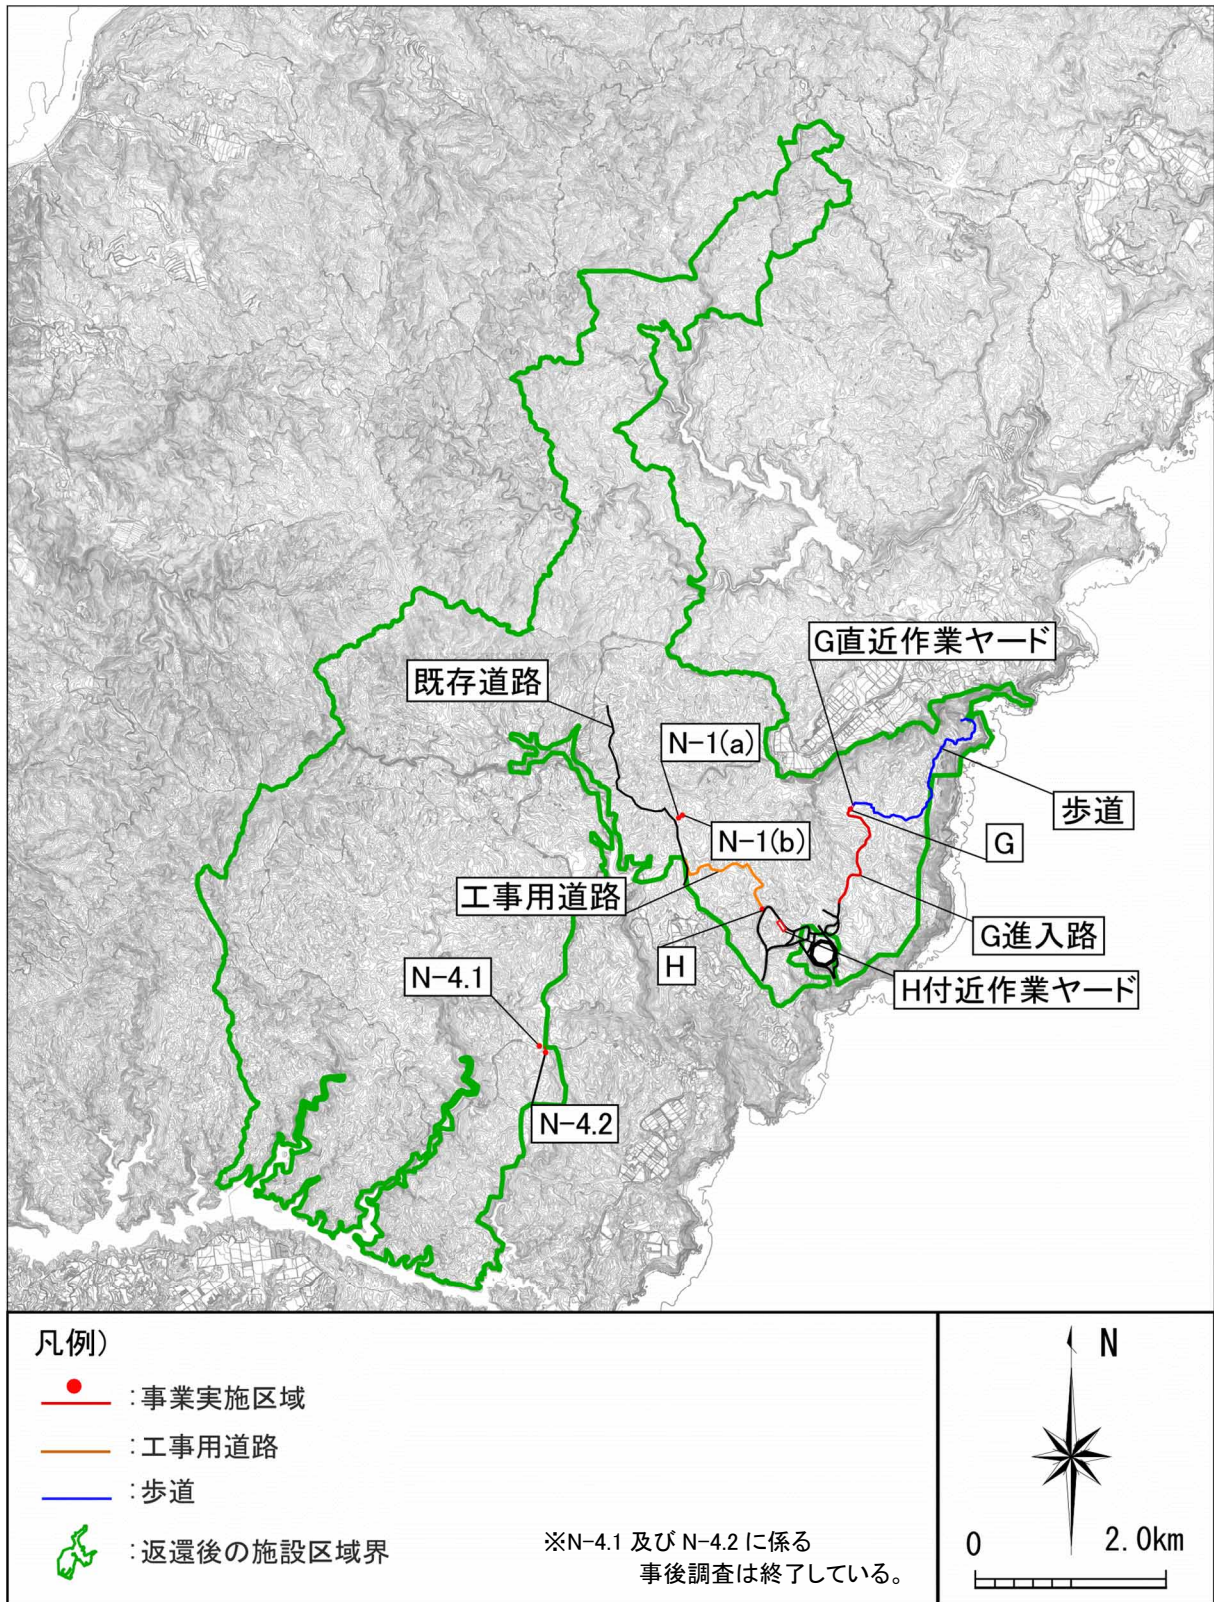 G直近作業ヤード
既存道路
N-1(a)
歩道
N-1(b)
G
工事用道路
G進入路
H
N-4.1
H付近作業ヤード
N-4.2
凡例)
:事業実施区域
:工事用道路
:歩道
:返還後の施設区域界
※N-4.1 及び N-4.2 に係る
事後調査は終了している。
N
0 2.0km